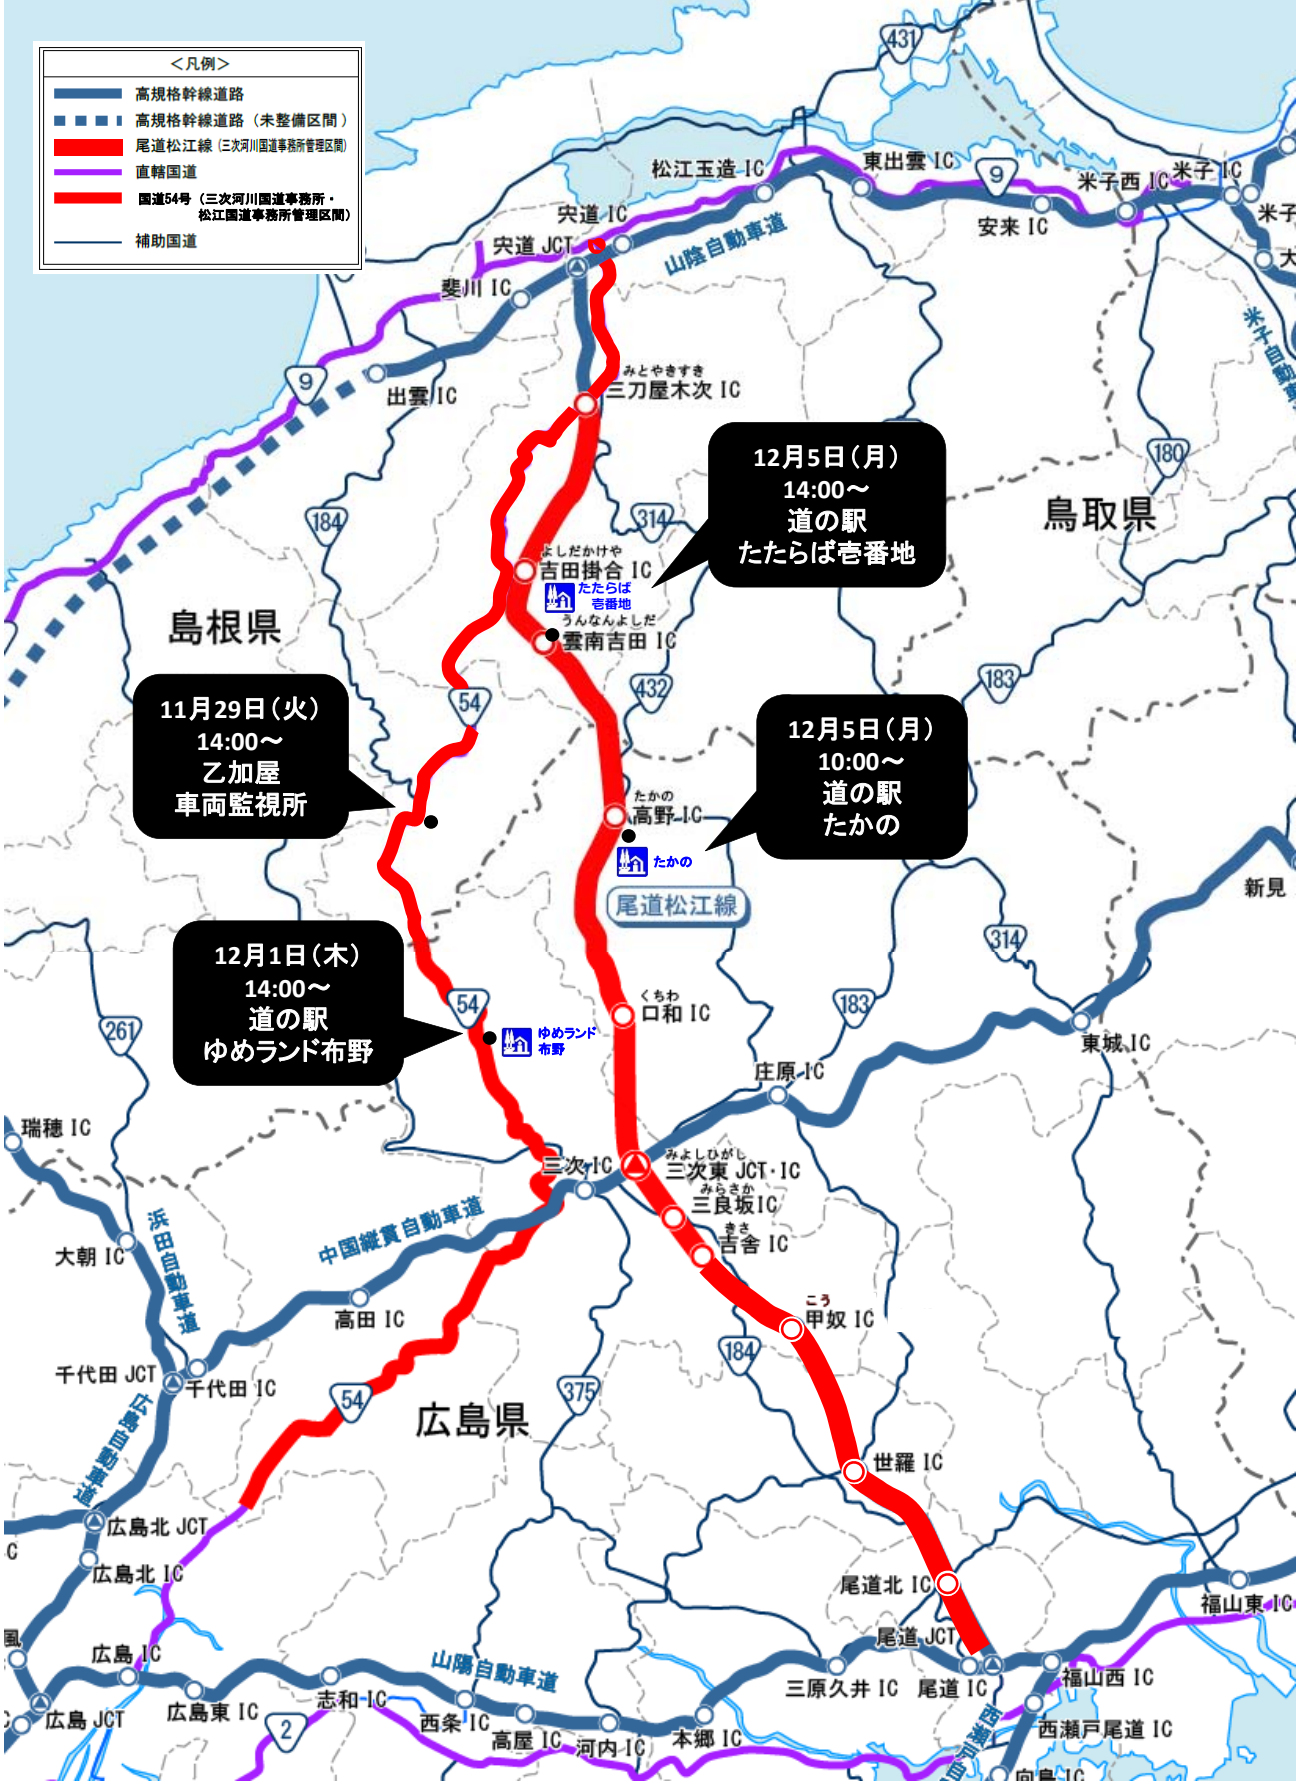 ＜凡例＞
高規格幹線道路
高規格幹線道路（未整備区間）
尾道松江線（三次河川国道事務所管理区間）
直轄国道
国道54号（三次河川国道事務所・
松江国道事務所管理区間）
補助国道
431
松江玉造 IC
東出雲 IC
9
米子西 IC
米子 IC
米子
安来 IC
宍道 IC
宍道 JCT
山陰自動車道
大
斐川 IC
米子自動車
9
出雲 IC
みとやきすき
三刀屋木次 IC
12月5日（月）
14:00～
道の駅
たたらば壱番地
180
鳥取県
184
314
よしだかけや
吉田掛合 IC
たたらば
壱番地
島根県
うんなんよしだ
雲南吉田 IC
183
432
54
11月29日（火）
14:00～
乙加屋
車両監視所
12月5日（月）
10:00～
道の駅
たかの
たかの
高野 IC
たかの
新見
尾道松江線
314
12月1日（木）
14:00～
道の駅
ゆめランド布野
54
くちわ
口和 IC
183
261
ゆめランド
布野
東城 IC
庄原 IC
瑞穂 IC
三次 IC
みよしひがし
三次東 JCT・IC
みらさか
三良坂IC
きさ
吉舎 IC
浜田自動車道
中国縦貫自動車道
大朝 IC
高田 IC
こう
甲奴 IC
184
千代田 JCT
千代田 IC
375
54
広島県
広島自動車道
世羅 IC
広島北 JCT
C
広島北 IC
尾道北 IC
福山東 IC
風
尾道 JCT
広島 IC
山陽自動車道
福山西 IC
三原久井 IC
尾道 IC
志和 IC
広島東 IC
広島 JCT
西条 IC
2
高屋 IC
河内 IC
本郷 IC
西瀬戸尾道 IC
西瀬戸自
向島 IC